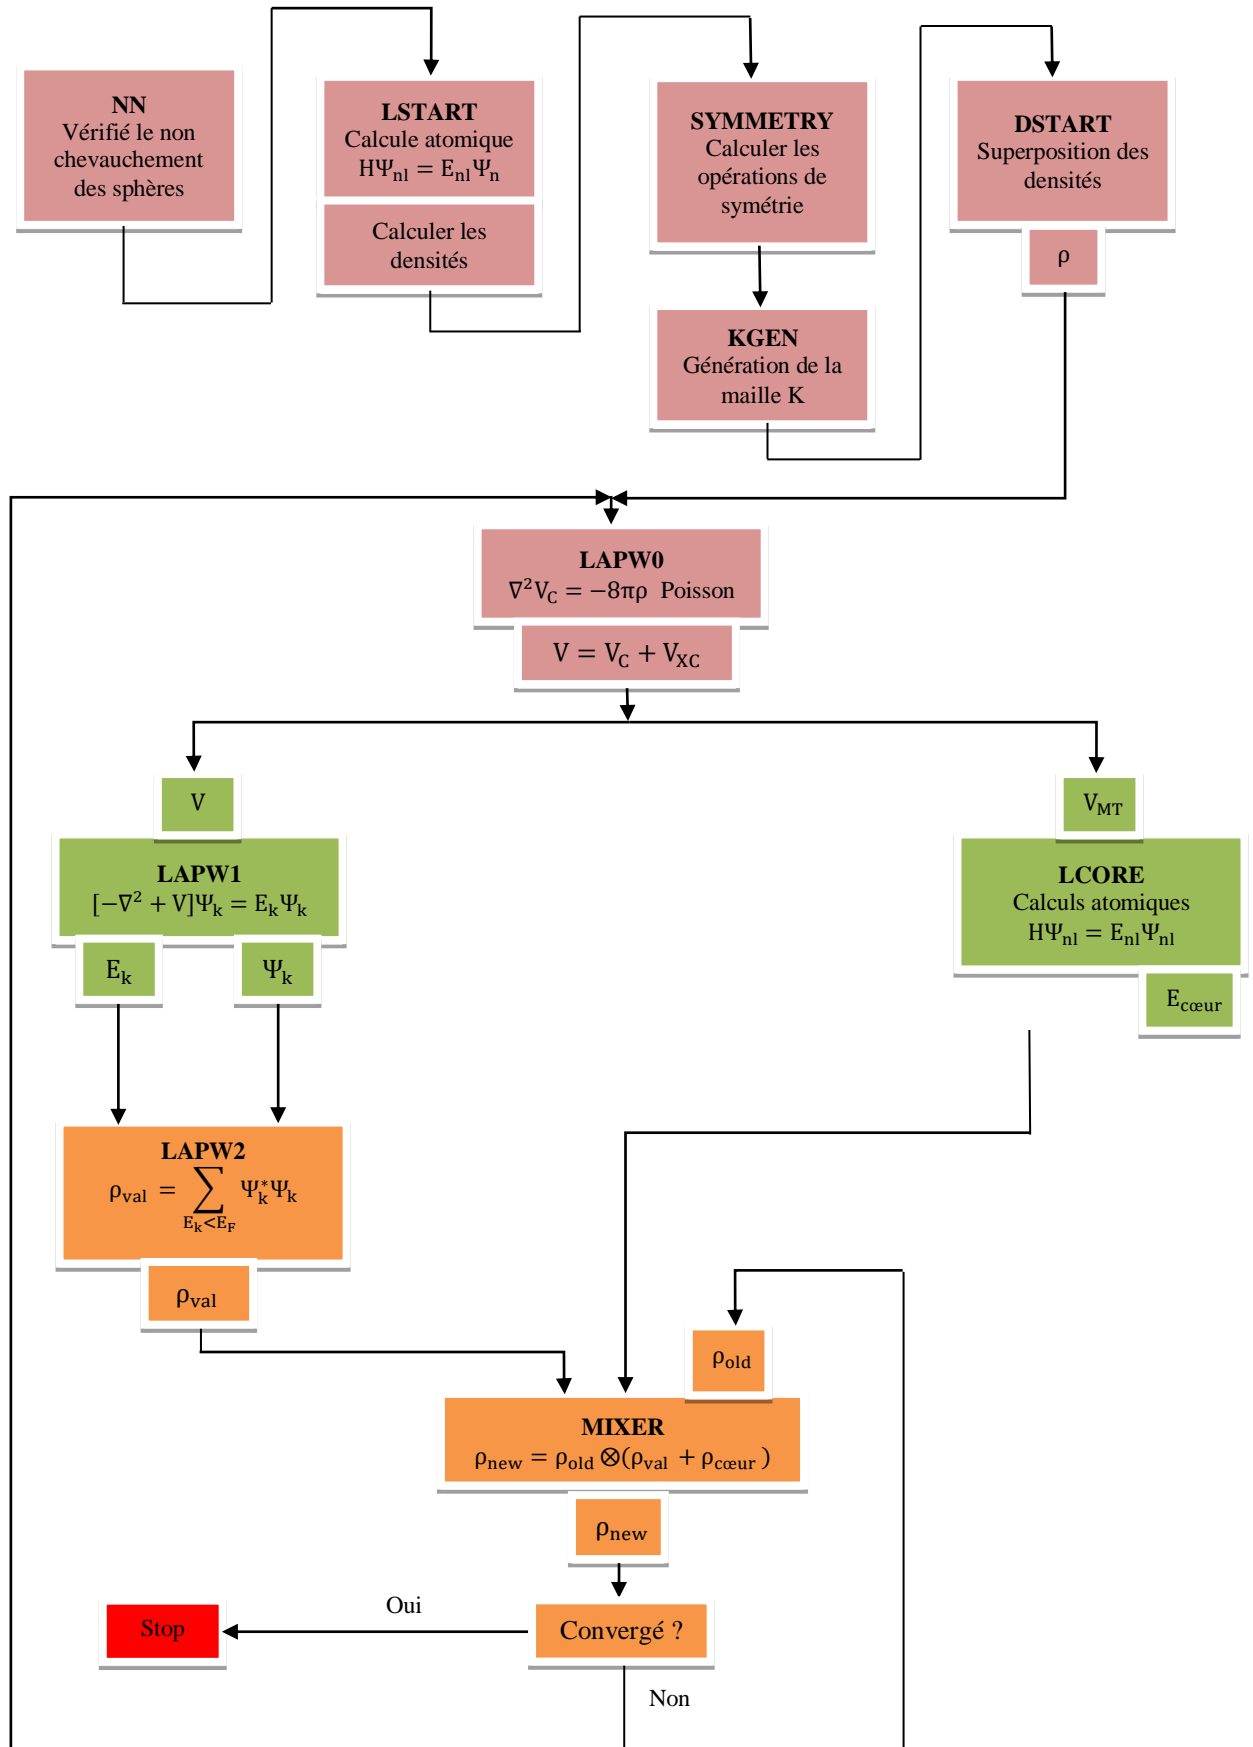 NN
Vérifié le non
chevauchement
des sphères
LSTART
Calcule atomique
HΨnl = EnlΨn
Calculer les
densités
SYMMETRY
Calculer les
opérations de
symétrie
KGEN
Génération de la
maille K
DSTART
Superposition des
densités
ρ
LAPW0
∇²VC = −8πρ Poisson
V = VC + VXC
V
LAPW1
[−∇² + V]Ψk = EkΨk
Ek
Ψk
VMT
LCORE
Calculs atomiques
HΨnl = EnlΨnl
Ecœur
LAPW2
ρval = ∑ Ψk*Ψk
Ek<EF
ρval
ρold
MIXER
ρnew = ρold ⊗(ρval + ρcœur )
ρnew
Convergé ?
Oui
Stop
Non